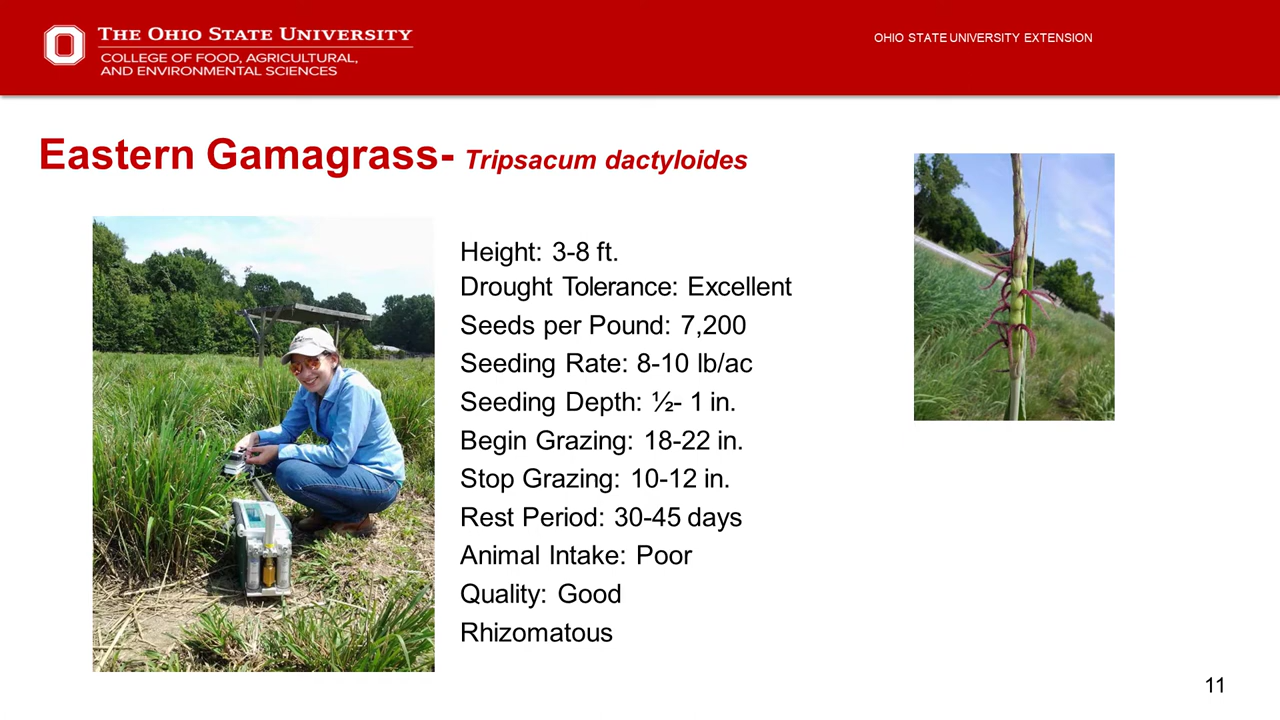 THE OHIO STATE UNIVERSITY
COLLEGE OF FOOD, AGRICULTURAL,
AND ENVIRONMENTAL SCIENCES
OHIO STATE UNIVERSITY EXTENSION
Eastern Gamagrass- Tripsacum dactyloides
Height: 3-8 ft.
Drought Tolerance: Excellent
Seeds per Pound: 7,200
Seeding Rate: 8-10 lb/ac
Seeding Depth: ½- 1 in.
Begin Grazing: 18-22 in.
Stop Grazing: 10-12 in.
Rest Period: 30-45 days
Animal Intake: Poor
Quality: Good
Rhizomatous
11